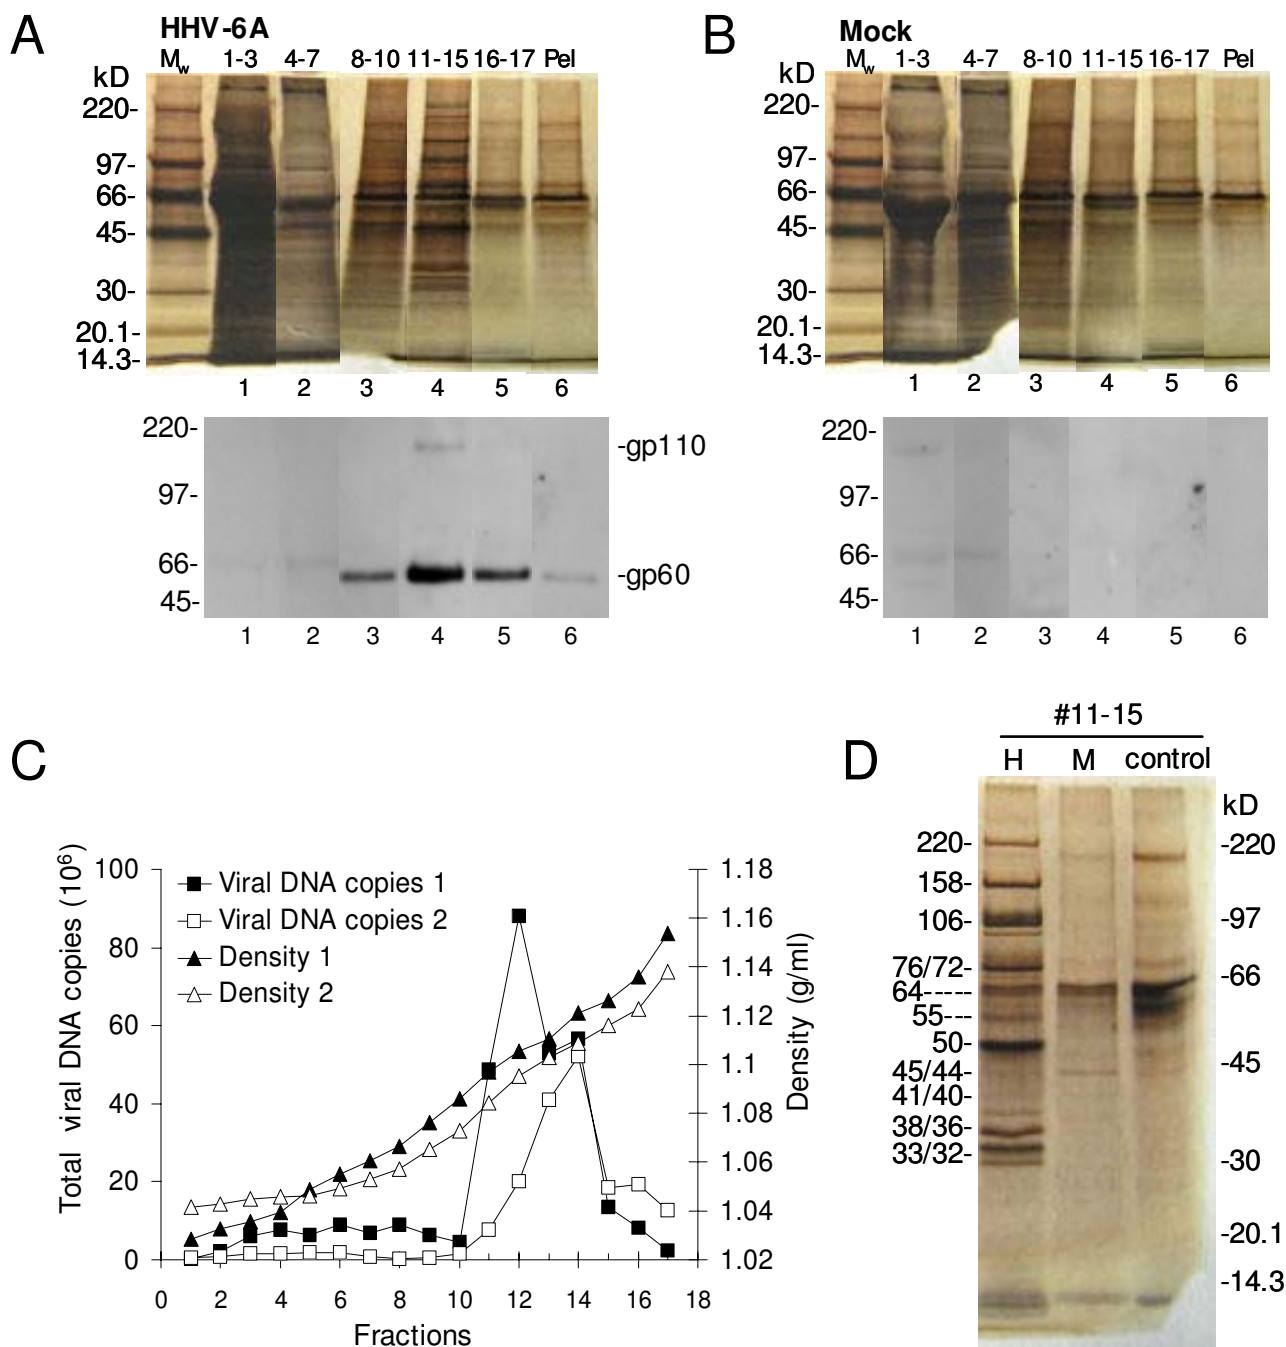 A
HHV-6A
Mw 1-3 4-7 8-10 11-15 16-17 Pel
kD
220-
97-
66-
45-
30-
20.1-
14.3-
1 2 3 4 5 6
220-
97-
66-
45-
-gp110
-gp60
1 2 3 4 5 6
B
Mock
Mw 1-3 4-7 8-10 11-15 16-17 Pel
kD
220-
97-
66-
45-
30-
20.1-
14.3-
1 2 3 4 5 6
220-
97-
66-
45-
1 2 3 4 5 6
C
Total viral DNA copies (10⁶)
100
80
60
40
20
0
Viral DNA copies 1
Viral DNA copies 2
Density 1
Density 2
1.18
1.16
1.14
1.12
1.1
1.08
1.06
1.04
1.02
Density (g/ml)
0 2 4 6 8 10 12 14 16 18
Fractions
D
#11-15
H M control
220-
158-
106-
76/72-
64-----
55---
50-
45/44-
41/40-
38/36-
33/32-
kD
-220
-97
-66
-45
-30
-20.1
-14.3